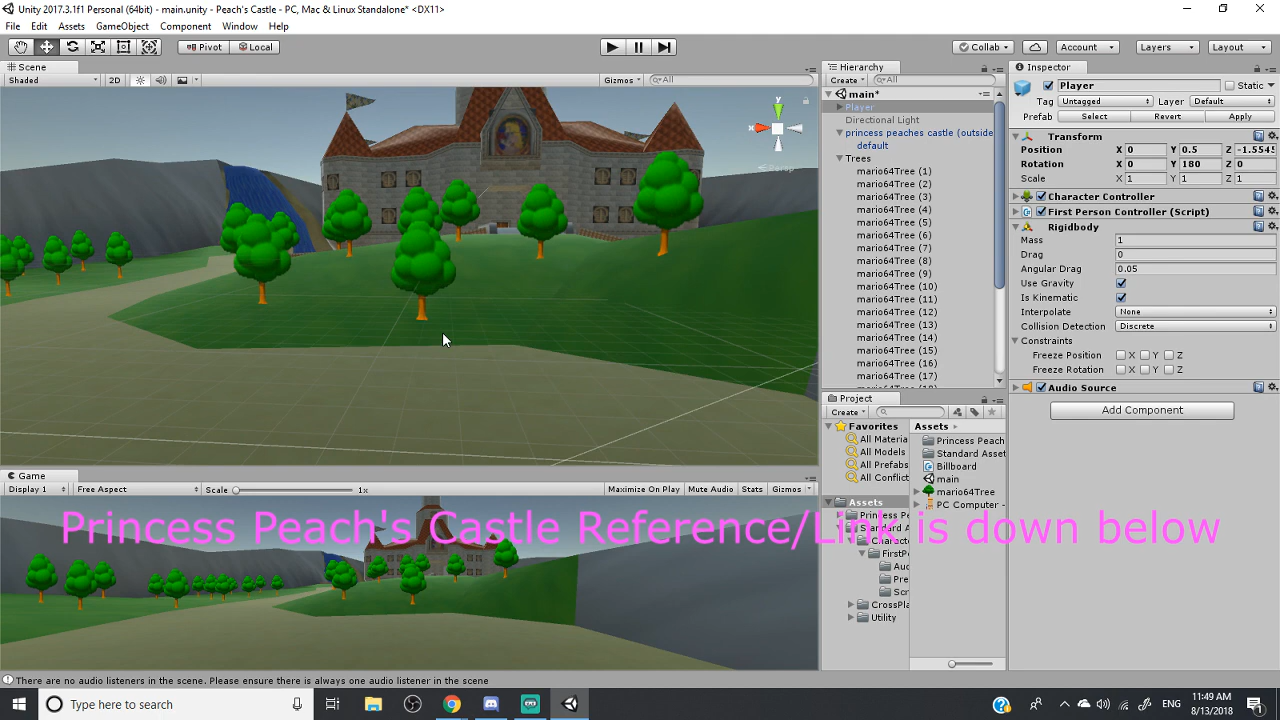 Unity 2017.3.1f1 Personal (64bit) - main.unity - Peach's Castle - PC, Mac & Linux Standalone* <DX11>
File Edit Assets GameObject Component Window Help
Pivot Local Collab Account Layers Layout
Scene
Shaded 2D Gizmos All
y
x
Persp
Hierarchy
Create All
main*
Player
Directional Light
princess peaches castle (outside
default
Trees
mario64Tree (1)
mario64Tree (2)
mario64Tree (3)
mario64Tree (4)
mario64Tree (5)
mario64Tree (6)
mario64Tree (7)
mario64Tree (8)
mario64Tree (9)
mario64Tree (10)
mario64Tree (11)
mario64Tree (12)
mario64Tree (13)
mario64Tree (14)
mario64Tree (15)
mario64Tree (16)
mario64Tree (17)
Inspector
Player Static
Tag Untagged Layer Default
Prefab Select Revert Apply
Transform
Position X 0 Y 0.5 Z -1.5545
Rotation X 0 Y 180 Z 0
Scale X 1 Y 1 Z 1
Character Controller
First Person Controller (Script)
Rigidbody
Mass 1
Drag 0
Angular Drag 0.05
Use Gravity
Is Kinematic
Interpolate None
Collision Detection Discrete
Constraints
Freeze Position X Y Z
Freeze Rotation X Y Z
Audio Source
Add Component
Project
Create
Favorites
All Materia
All Models
All Prefabs
All Conflict
Assets
Princess
Standard A
Charac
FirstP
Aud
Pre
Scr
CrossPla
Utility
Assets
Princess Peach
Standard Asset
Billboard
main
mario64Tree
PC Computer -
Game
Display 1 Free Aspect Scale 1x Maximize On Play Mute Audio Stats Gizmos
Princess Peach's Castle Reference/Link is down below
There are no audio listeners in the scene. Please ensure there is always one audio listener in the scene
Type here to search
ENG
11:49 AM
8/13/2018
1